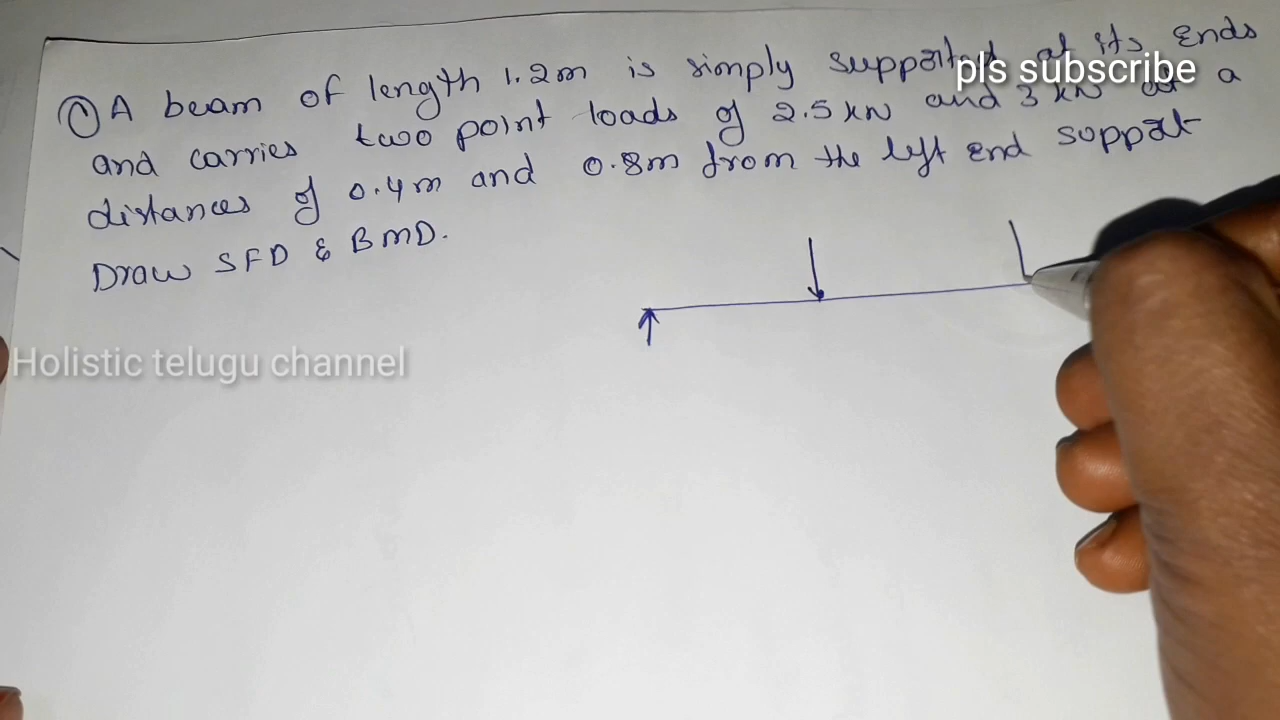 ① A beam of length 1.2m is simply supported at its ends
and carries two point loads of 2.5 KN and 3 KN at a
distances of 0.4m and 0.8m from the left end support
Draw SFD & BMD.
pls subscribe
Holistic telugu channel